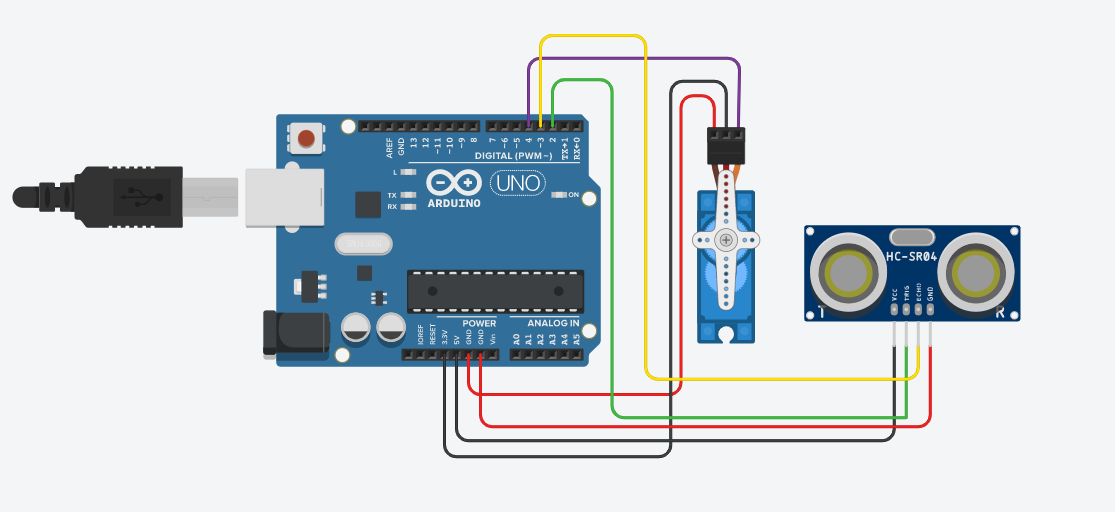 AREF
GND
13
12
~11
~10
~9
8
7
~6
~5
4
~3
2
TX→1
RX←0
DIGITAL (PWM~)
L
TX
RX
UNO
ON
ARDUINO
HC-SR04
VCC
TRIG
ECHO
GND
T
R
POWER
ANALOG IN
IOREF
RESET
3.3V
5V
GND
GND
Vin
A0
A1
A2
A3
A4
A5